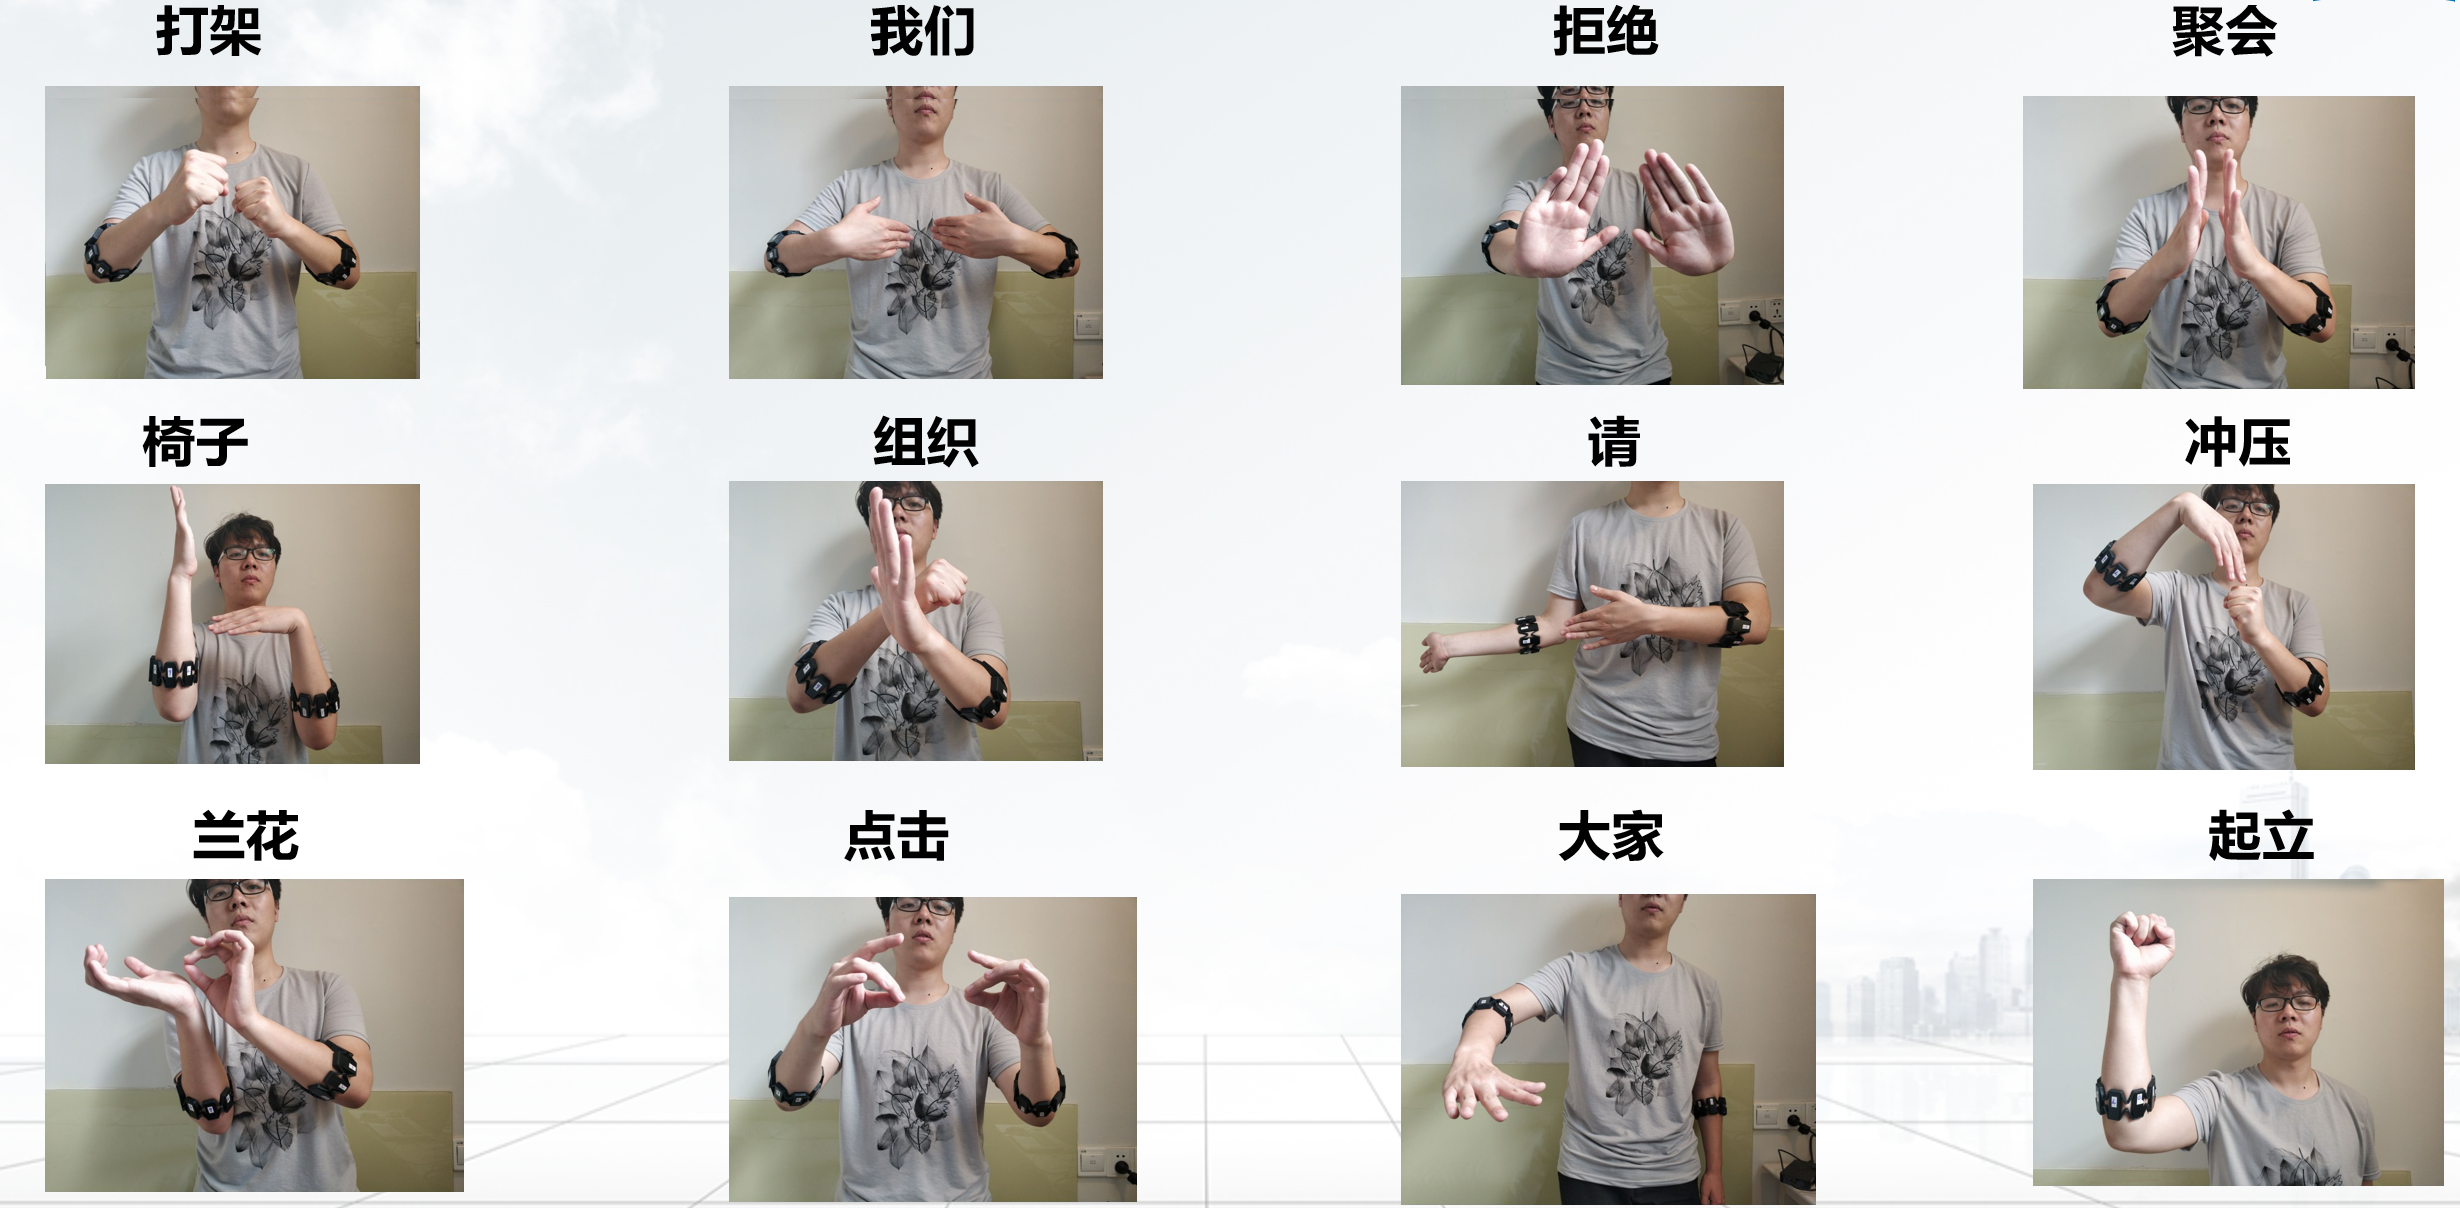 打架
我们
拒绝
聚会
椅子
组织
请
冲压
兰花
点击
大家
起立